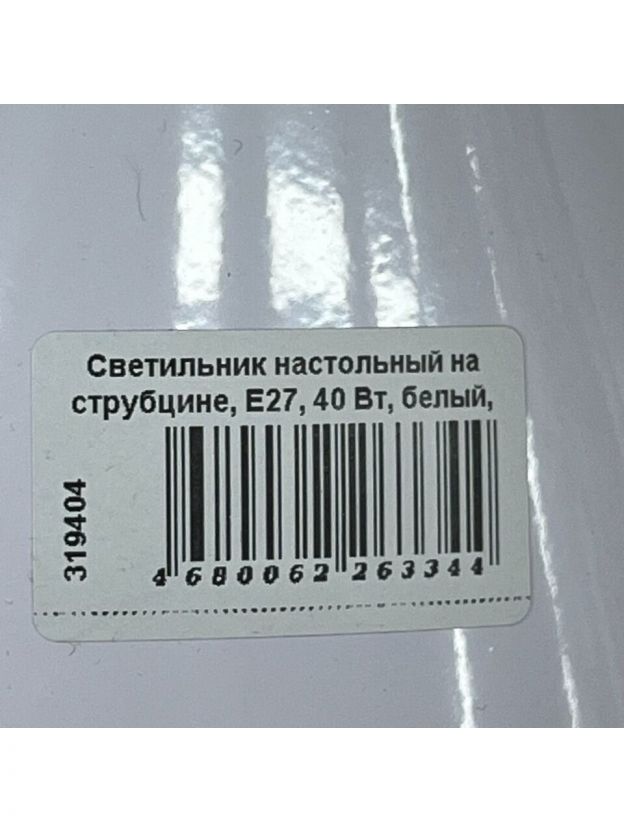 Светильник настольный на
струбцине, E27, 40 Вт, белый,
319404
4 680062 263344